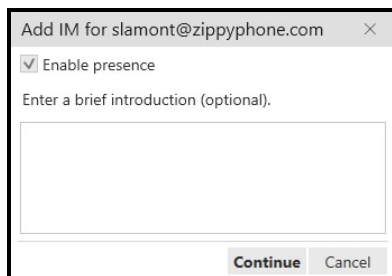 Add IM for slamont@zippyphone.com
Enable presence
Enter a brief introduction (optional).
Continue Cancel